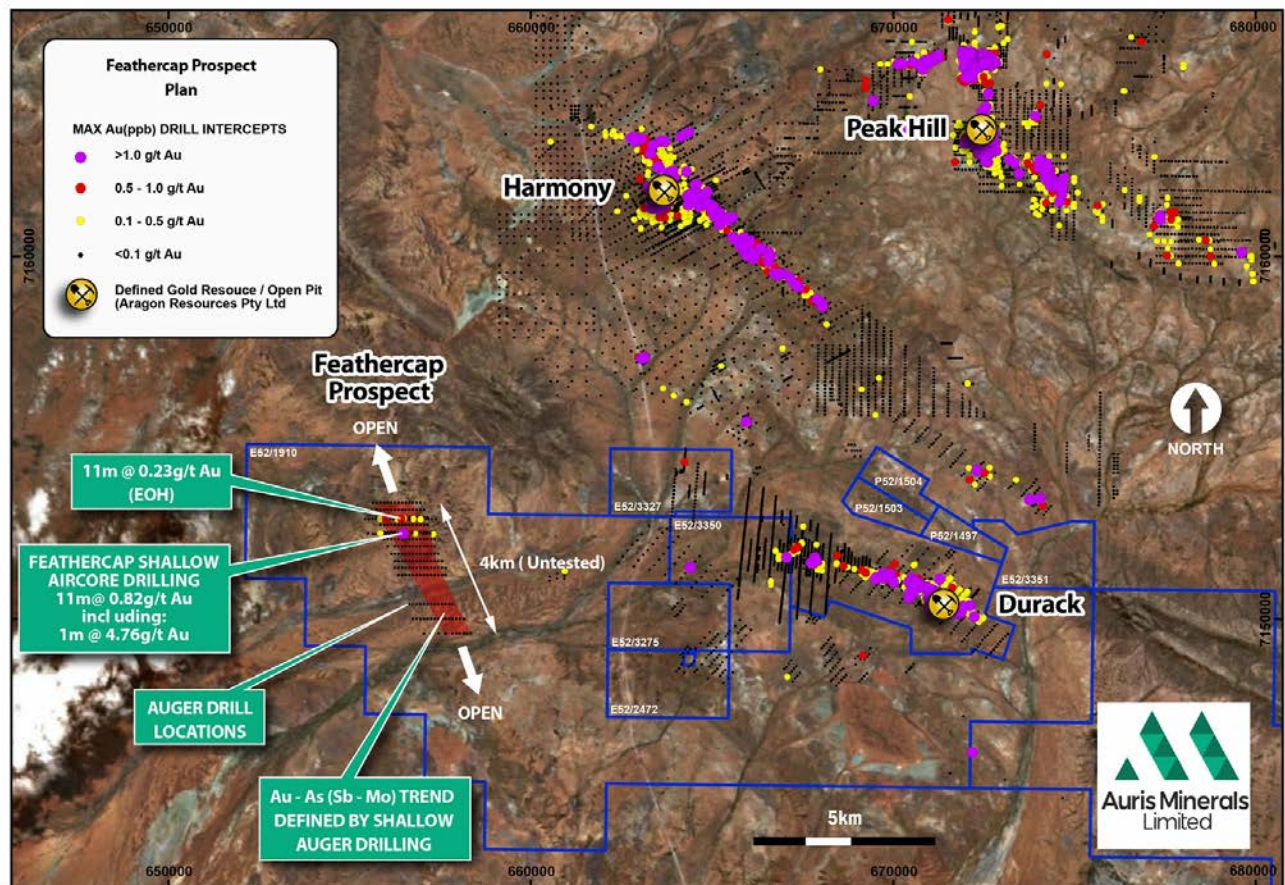 650000
660000
670000
680000
Feathercap Prospect
Plan
MAX Au(ppb) DRILL INTERCEPTS
>1.0 g/t Au
0.5 - 1.0 g/t Au
0.1 - 0.5 g/t Au
<0.1 g/t Au
Defined Gold Resouce / Open Pit
(Aragon Resources Pty Ltd
Peak Hill
Harmony
7160000
7160000
Feathercap
Prospect
OPEN
NORTH
E52/1910
E52/3327
E52/3350
P52/1504
P52/1503
P52/1497
E52/3351
11m @ 0.23g/t Au
(EOH)
FEATHERCAP SHALLOW
AIRCORE DRILLING
11m@ 0.82g/t Au
incl uding:
1m @ 4.76g/t Au
4km ( Untested)
Durack
7150000
E52/3275
E52/2472
AUGER DRILL
LOCATIONS
OPEN
Au - As (Sb - Mo) TREND
DEFINED BY SHALLOW
AUGER DRILLING
5km
Auris Minerals
Limited
650000
660000
670000
680000